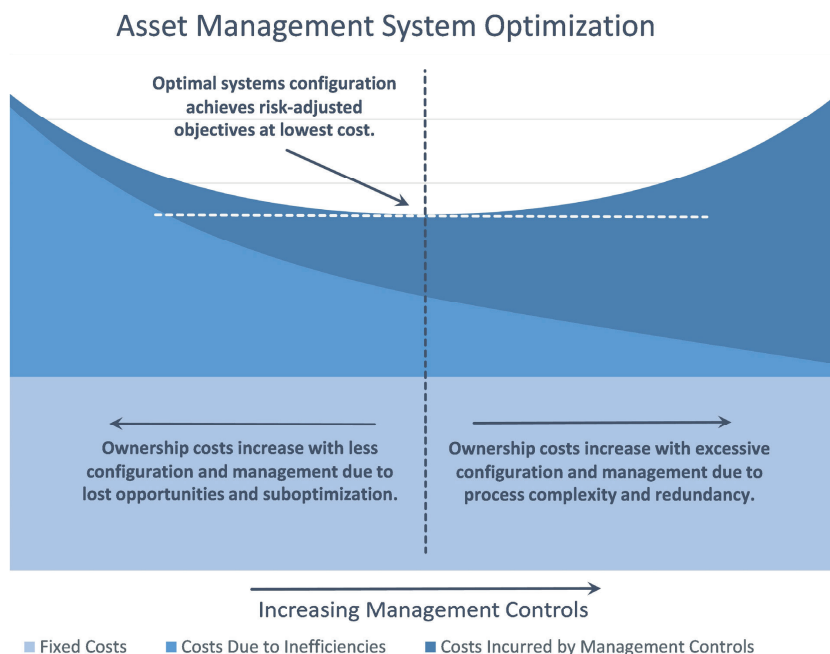 Asset Management System Optimization
Optimal systems configuration
achieves risk-adjusted
objectives at lowest cost.
Ownership costs increase with less
configuration and management due to
lost opportunities and suboptimization.
Ownership costs increase with excessive
configuration and management due to
process complexity and redundancy.
Increasing Management Controls
Fixed Costs
Costs Due to Inefficiencies
Costs Incurred by Management Controls